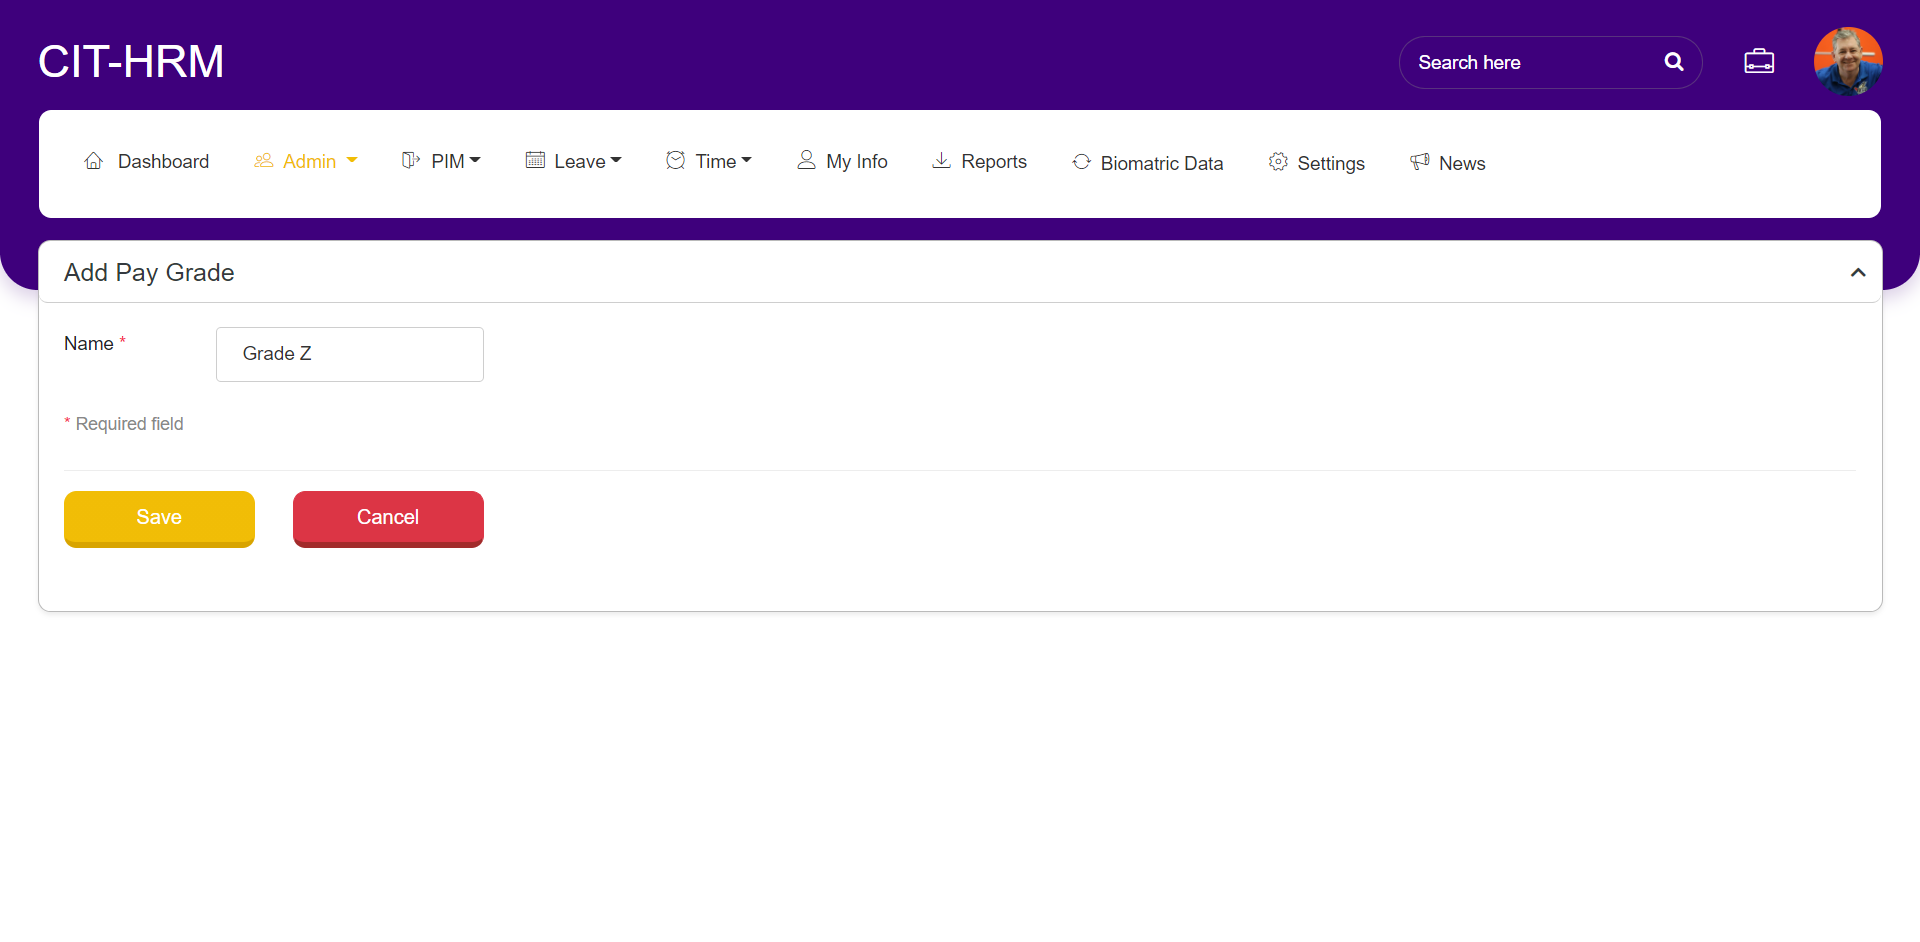 CIT-HRM
Search here
Dashboard Admin PIM Leave Time My Info Reports Biomatric Data Settings News
Add Pay Grade
Name *
Grade Z
* Required field
Save Cancel